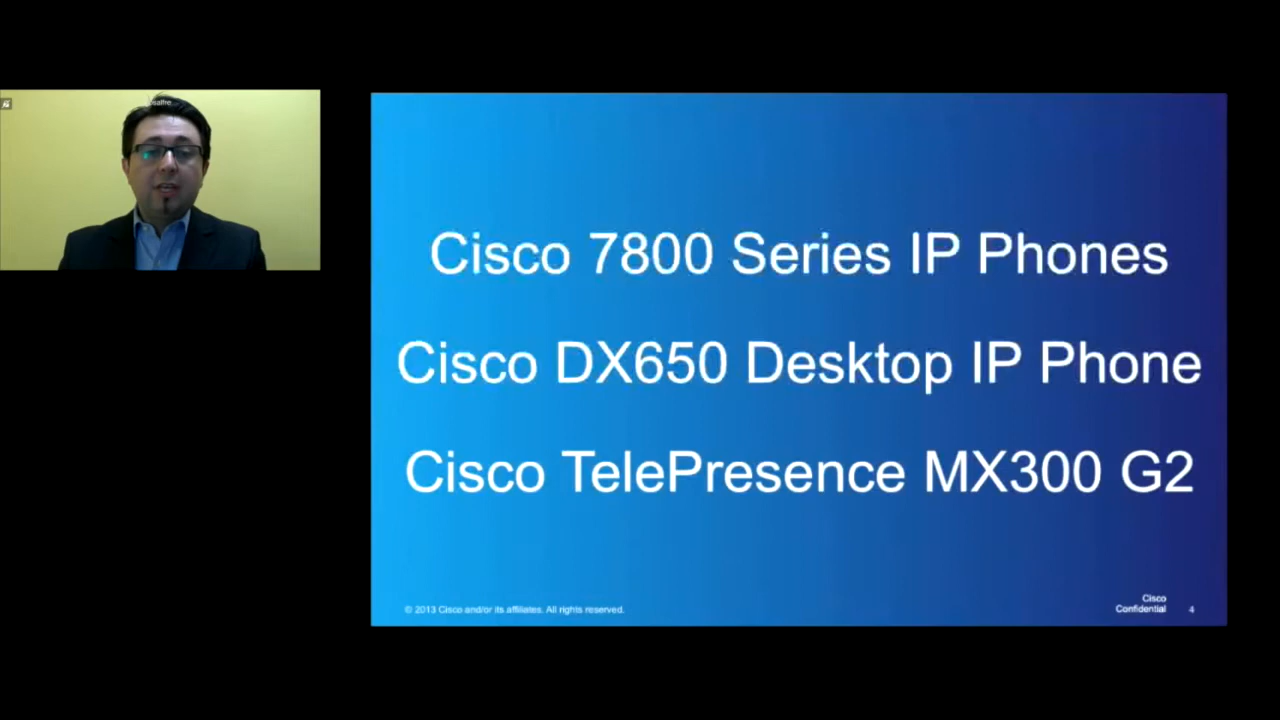 Cisco 7800 Series IP Phones
Cisco DX650 Desktop IP Phone
Cisco TelePresence MX300 G2
© 2013 Cisco and/or its affiliates. All rights reserved.
Cisco
Confidential
4